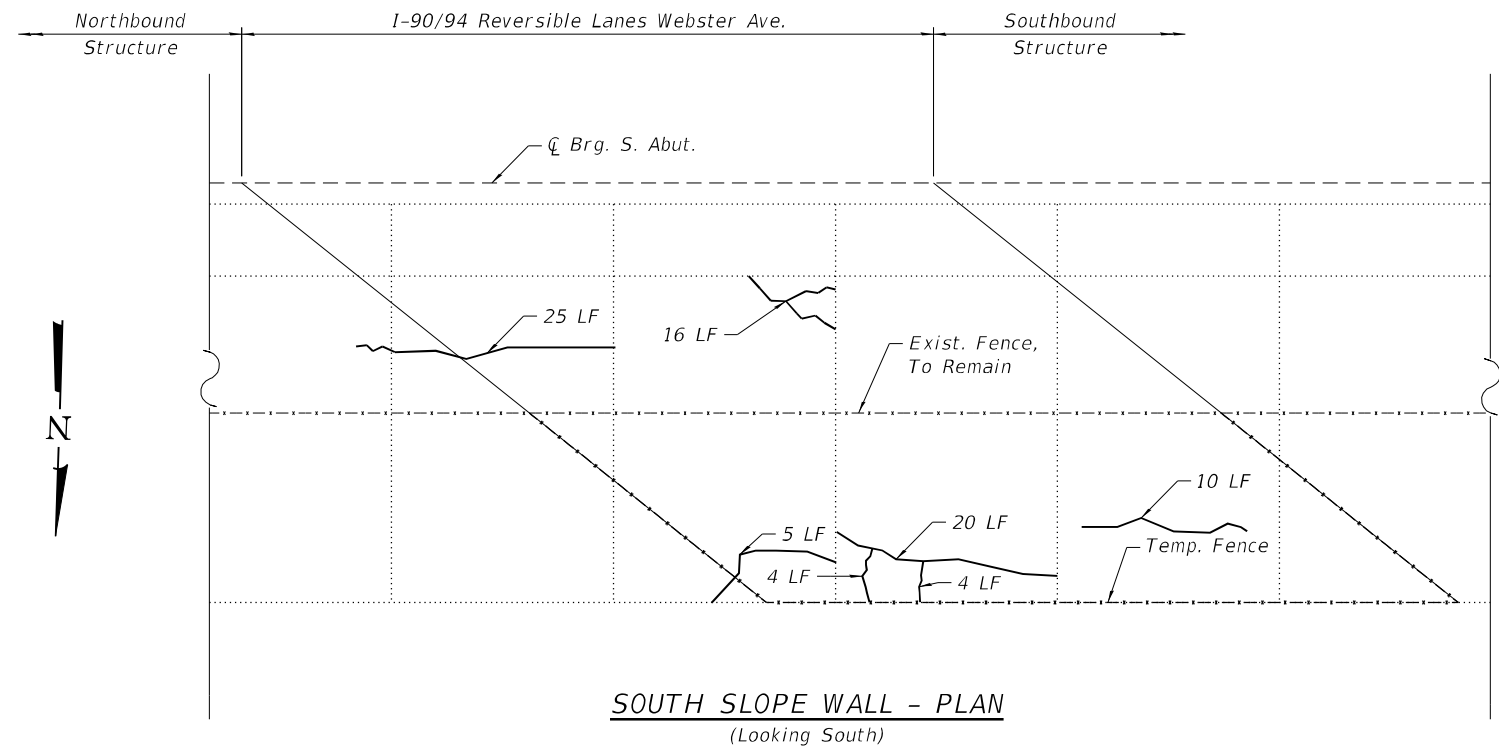 Northbound
Structure
I-90/94 Reversible Lanes Webster Ave.
Southbound
Structure
℄ Brg. S. Abut.
25 LF
16 LF
Exist. Fence,
To Remain
N
10 LF
20 LF
5 LF
Temp. Fence
4 LF
4 LF
SOUTH SLOPE WALL - PLAN
(Looking South)